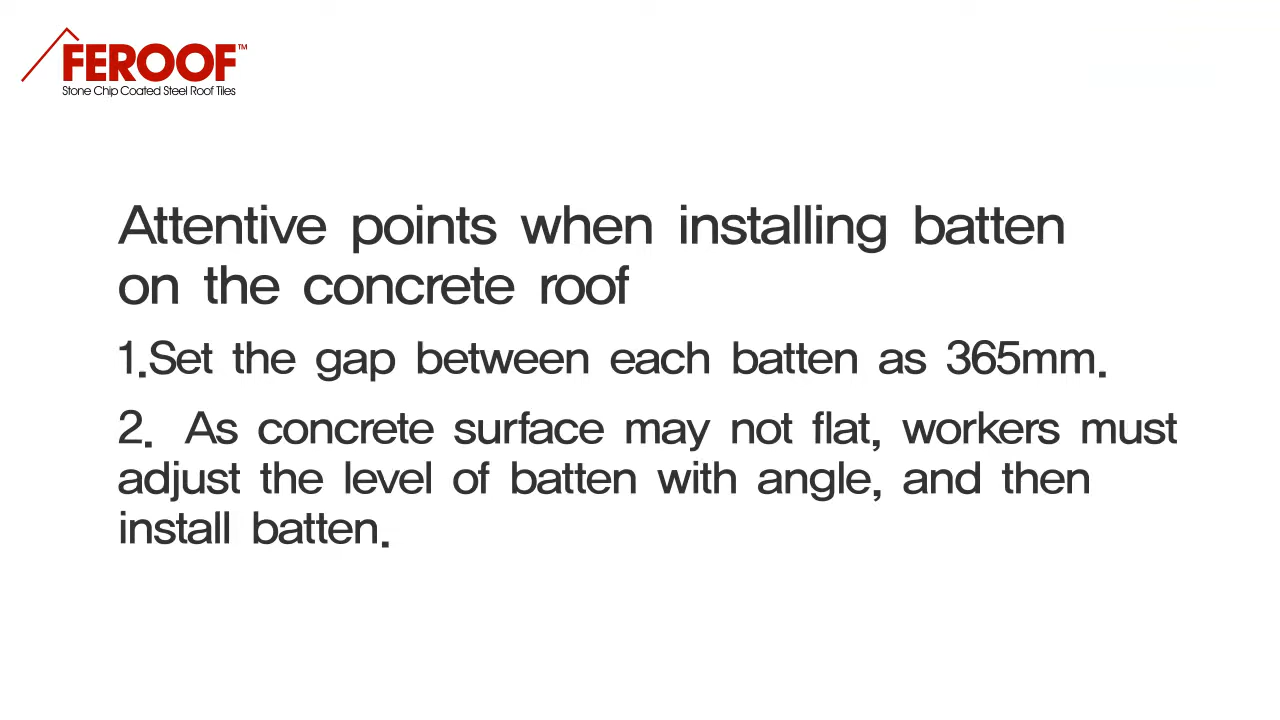 FEROOF™
Stone Chip Coated Steel Roof Tiles
Attentive points when installing batten
on the concrete roof
1.Set the gap between each batten as 365mm.
2. As concrete surface may not flat, workers must
adjust the level of batten with angle, and then
install batten.